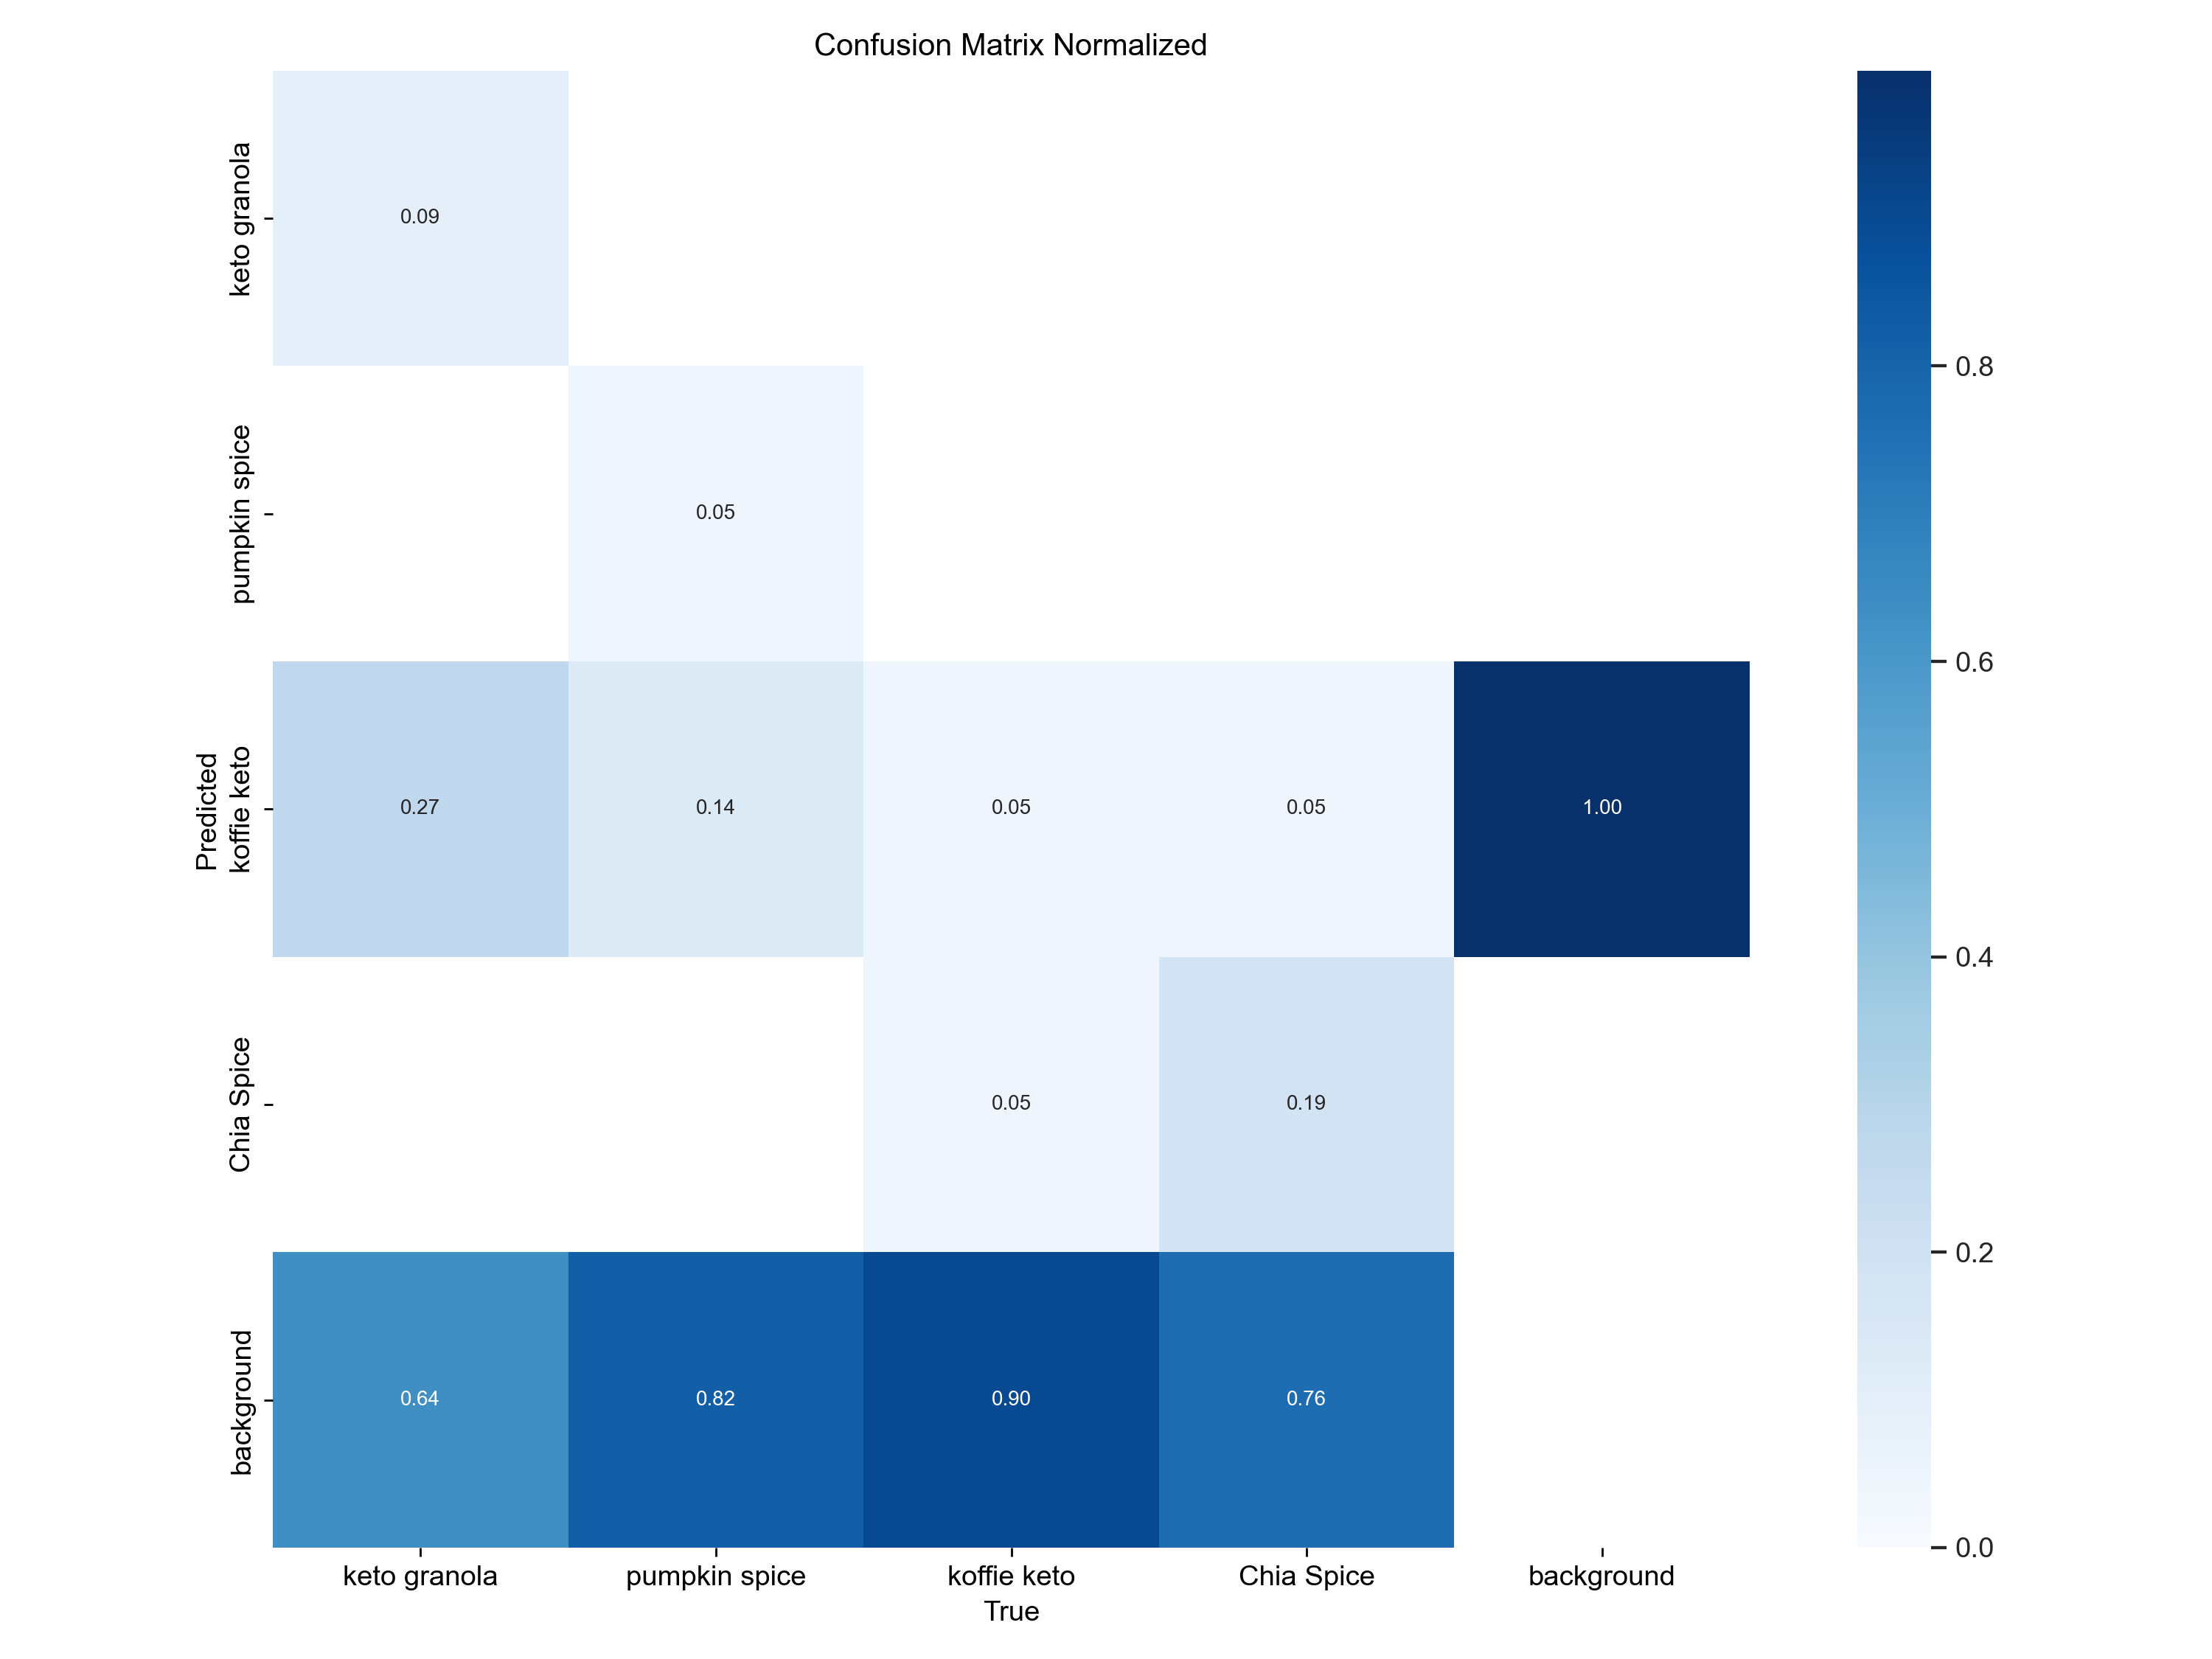 Confusion Matrix Normalized
keto granola
0.09
pumpkin spice
0.05
Predicted
koffie keto
0.27 0.14 0.05 0.05 1.00
Chia Spice
0.05 0.19
background
0.64 0.82 0.90 0.76
keto granola pumpkin spice koffie keto Chia Spice background
True
0.8
0.6
0.4
0.2
0.0